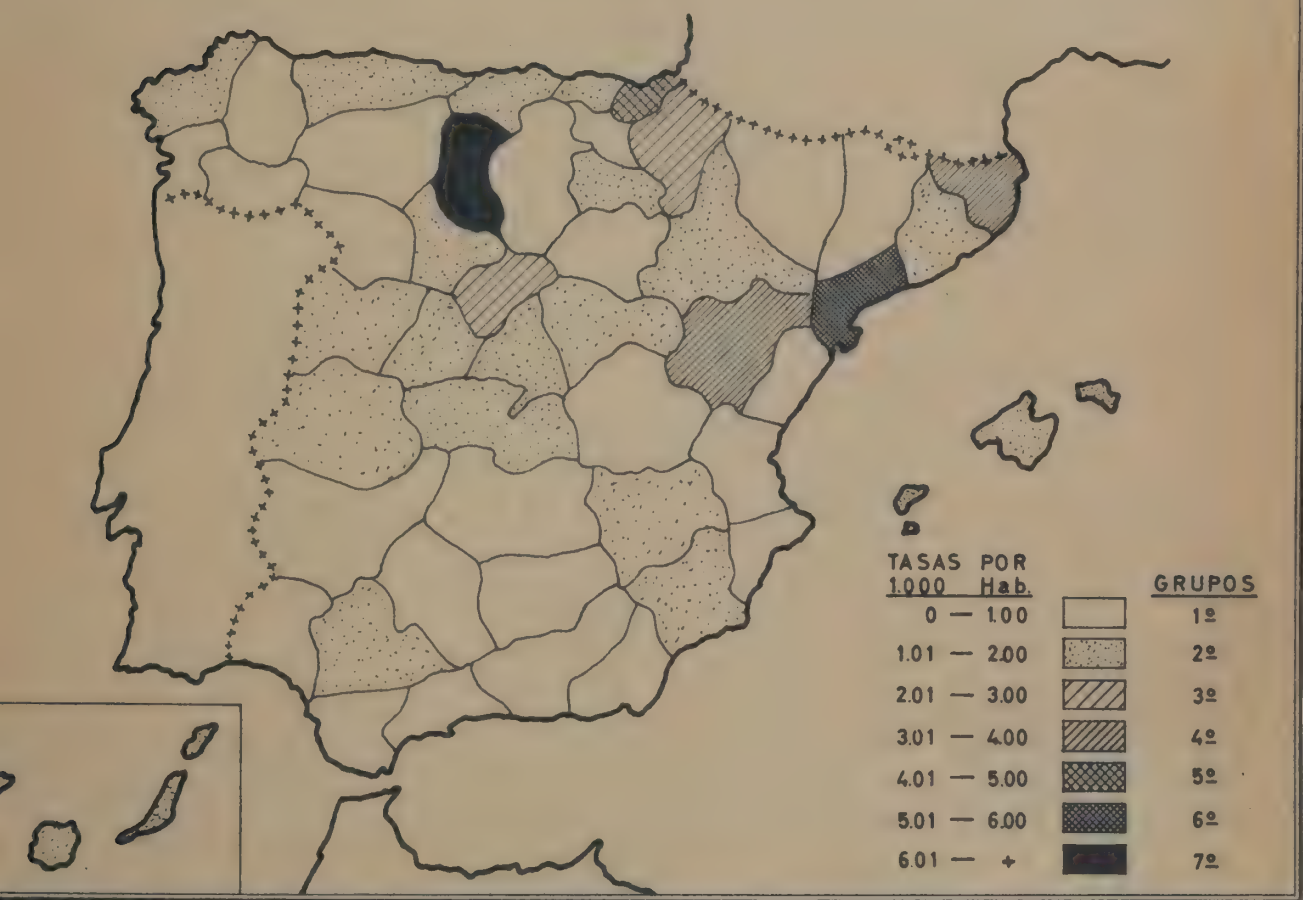 TASAS POR
1.000 Hab. GRUPOS
0 — 1.00 1º
1.01 — 2.00 2º
2.01 — 3.00 3º
3.01 — 4.00 4º
4.01 — 5.00 5º
5.01 — 6.00 6º
6.01 — + 7º